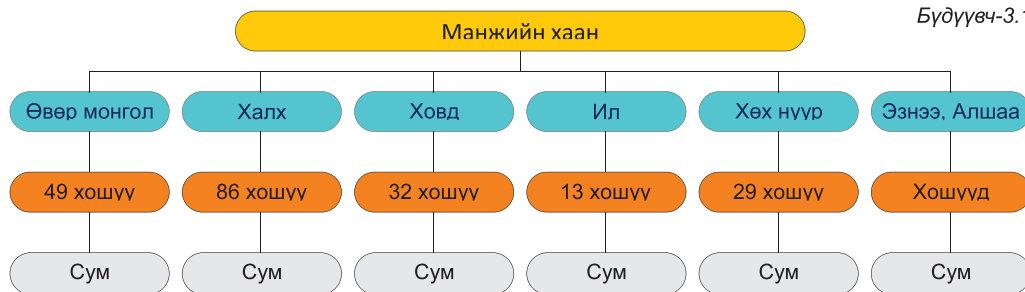 Бүдүүвч-3.1
Манжийн хаан
Өвөр монгол
Халх
Ховд
Ил
Хөх нуур
Эзнээ, Алшаа
49 хошуу
86 хошуу
32 хошуу
13 хошуу
29 хошуу
Хошууд
Сум
Сум
Сум
Сум
Сум
Сум